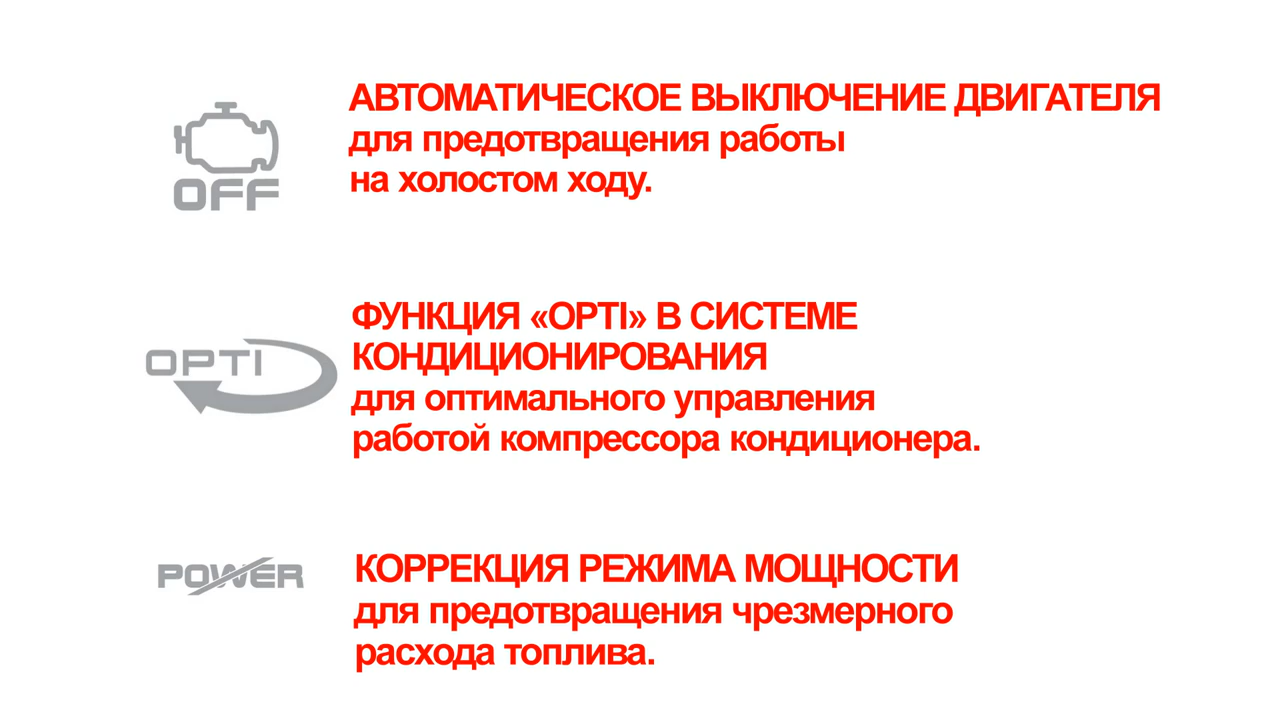 OFF
АВТОМАТИЧЕСКОЕ ВЫКЛЮЧЕНИЕ ДВИГАТЕЛЯ
для предотвращения работы
на холостом ходу.
OPTI
ФУНКЦИЯ «OPTI» В СИСТЕМЕ
КОНДИЦИОНИРОВАНИЯ
для оптимального управления
работой компрессора кондиционера.
POWER
КОРРЕКЦИЯ РЕЖИМА МОЩНОСТИ
для предотвращения чрезмерного
расхода топлива.